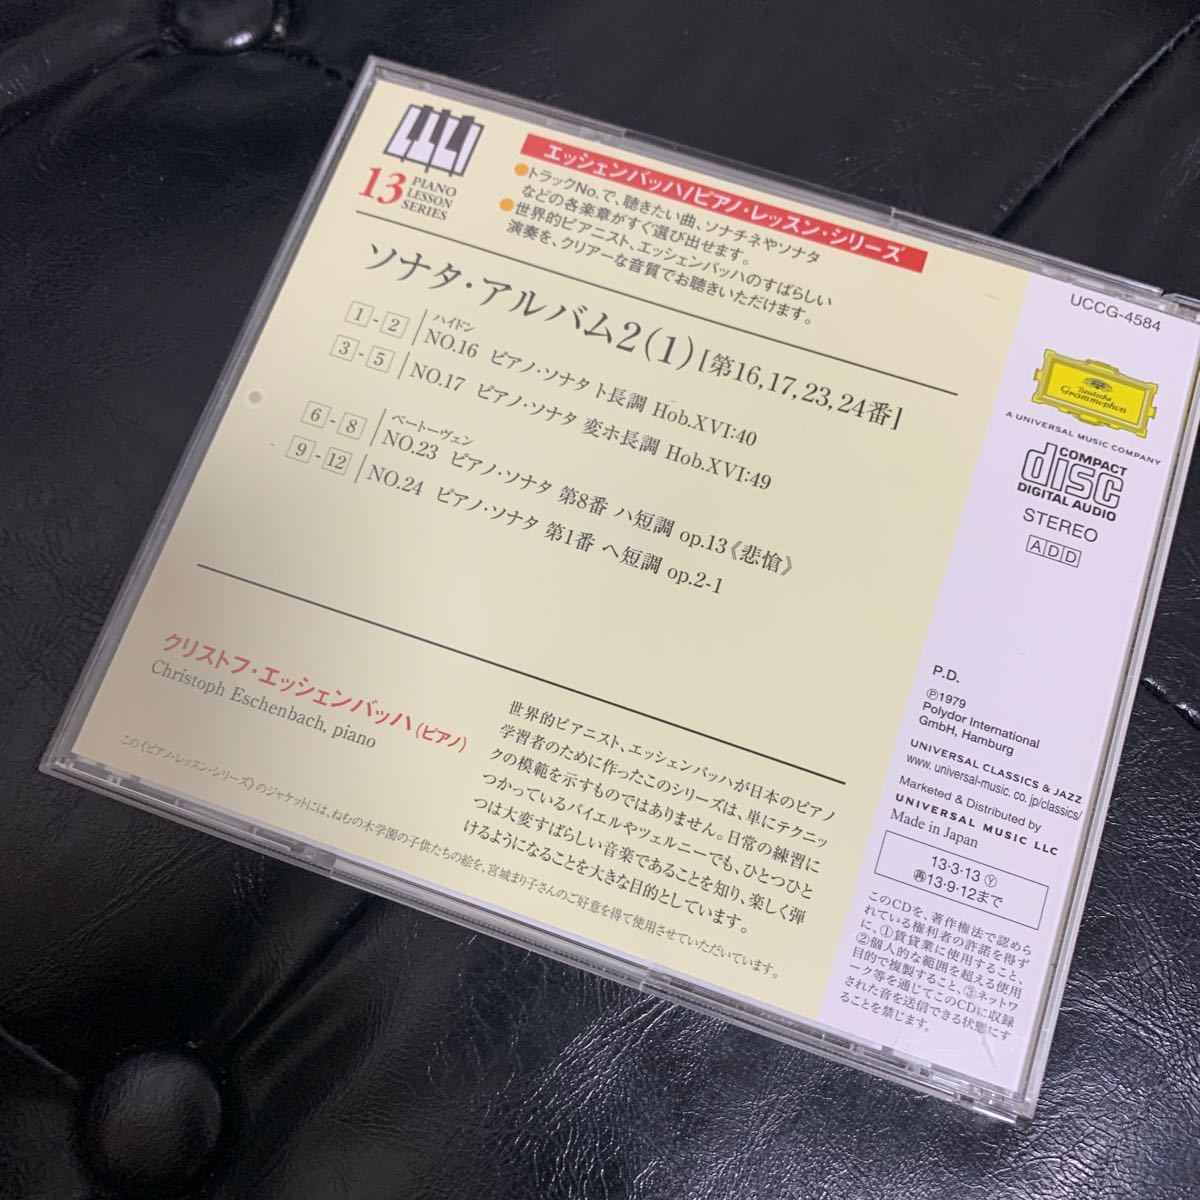 13
PIANO
LESSON
SERIES
エッシェンバッハ/ピアノ・レッスン・シリーズ
●トラックNo.で、聴きたい曲、ソナチネやソナタ
などの各楽章がすぐ選び出せます。
●世界的ピアニスト、エッシェンバッハのすばらしい
演奏を、クリアーな音質でお聴きいただけます。
ソナタ・アルバム2(1)[第16,17,23,24番]
ハイドン
1-2 NO.16 ピアノ・ソナタ ト長調 Hob.XVI:40
3-5 NO.17 ピアノ・ソナタ 変ホ長調 Hob.XVI:49
ベートーヴェン
6-8 NO.23 ピアノ・ソナタ 第8番 ハ短調 op.13《悲愴》
9-12 NO.24 ピアノ・ソナタ 第1番 ヘ短調 op.2-1
クリストフ・エッシェンバッハ(ピアノ)
Christoph Eschenbach, piano
世界的ピアニスト、エッシェンバッハが日本のピアノ
学習者のために作ったこのシリーズは、単にテクニッ
クの模範を示すものではありません。日常の練習に
つかっているバイエルやツェルニーでも、ひとつひと
つは大変すばらしい音楽であることを知り、楽しく弾
けるようになることを大きな目的としています。
この《ピアノ・レッスン・シリーズ》のジャケットには、ねむの木学園の子供たちの絵を、宮城まり子さんのご好意を得て使用させていただいています。
UCCG-4584
Deutsche
Grammophon
A UNIVERSAL MUSIC COMPANY
COMPACT
disc
DIGITAL AUDIO
STEREO
ADD
P.D.
Ⓟ1979
Polydor International
GmbH, Hamburg
UNIVERSAL CLASSICS & JAZZ
www. universal-music. co. jp/classics/
Marketed & Distributed by
UNIVERSAL MUSIC LLC
Made in Japan
13·3·13 Ⓨ
㊢13·9·12まで
このCDを、著作権法で認めら
れている権利者の許諾を得ず
に、①賃貸業に使用すること、
②個人的な範囲を超える使用
目的で複製すること、③ネットワ
ーク等を通じてこのCDに収録
された音を送信できる状態にす
ることを禁じます。